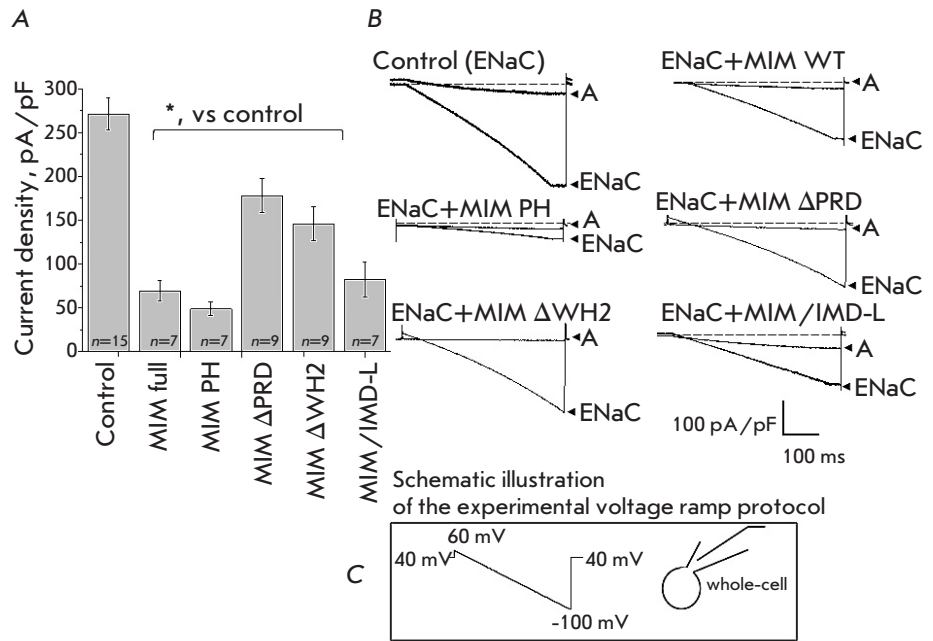 A
Current density, pA/pF
300
250
200
150
100
50
0
*, vs control
n=15
n=7
n=7
n=9
n=9
n=7
Control
MIM full
MIM PH
MIM ΔPRD
MIM ΔWH2
MIM/IMD-L
B
Control (ENaC)
A
ENaC
ENaC+MIM WT
A
ENaC
ENaC+MIM PH
A
ENaC
ENaC+MIM ΔPRD
A
ENaC
ENaC+MIM ΔWH2
A
ENaC
ENaC+MIM/IMD-L
A
ENaC
100 pA/pF
100 ms
Schematic illustration
of the experimental voltage ramp protocol
C
60 mV
40 mV
40 mV
-100 mV
whole-cell